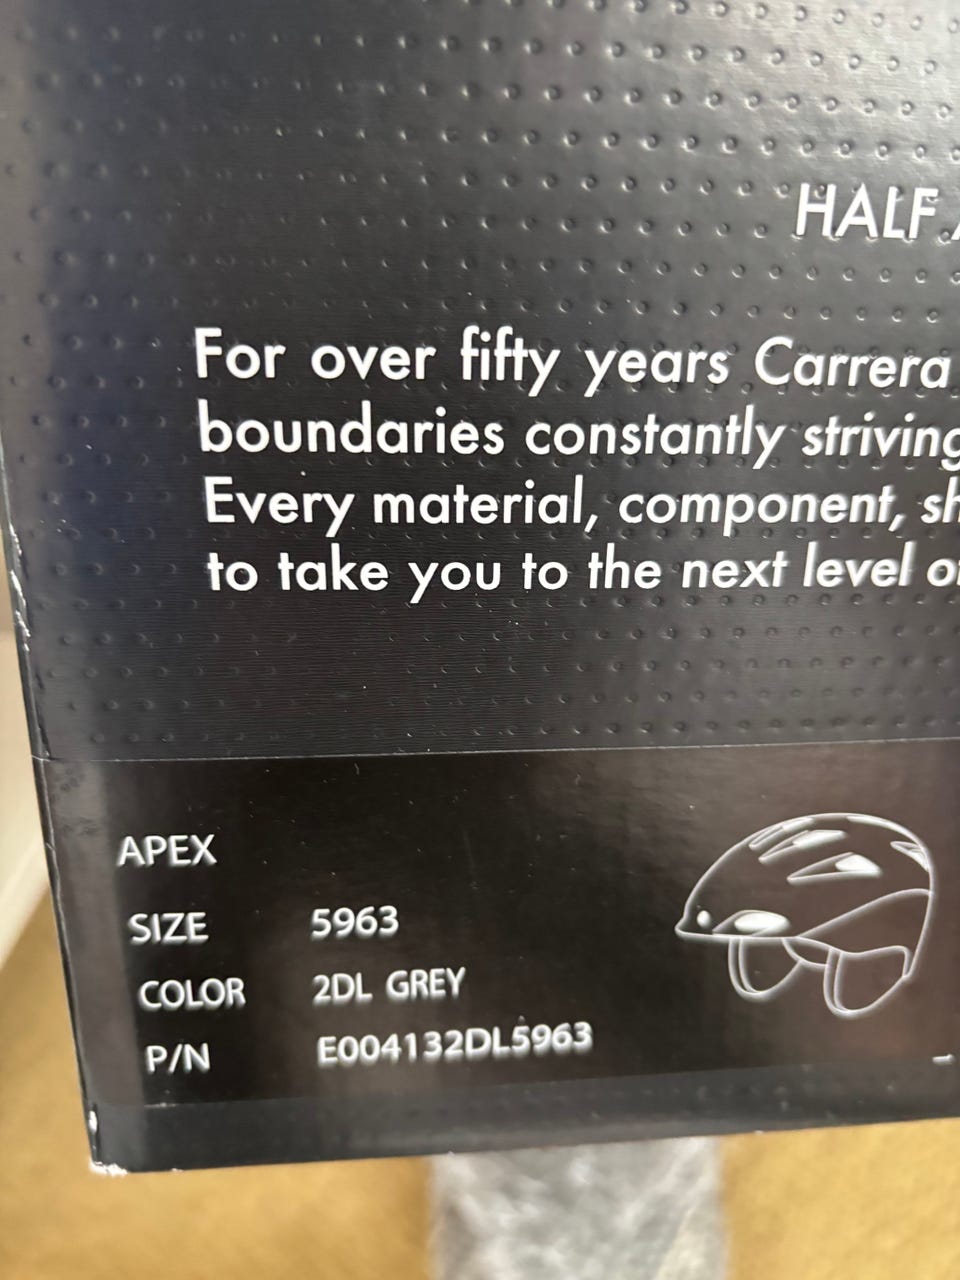 HALF
For over fifty years Carrera
boundaries constantly striving
Every material, component,
to take you to the next level
APEX
SIZE 5963
COLOR 2DL GREY
P/N E004132DL5963